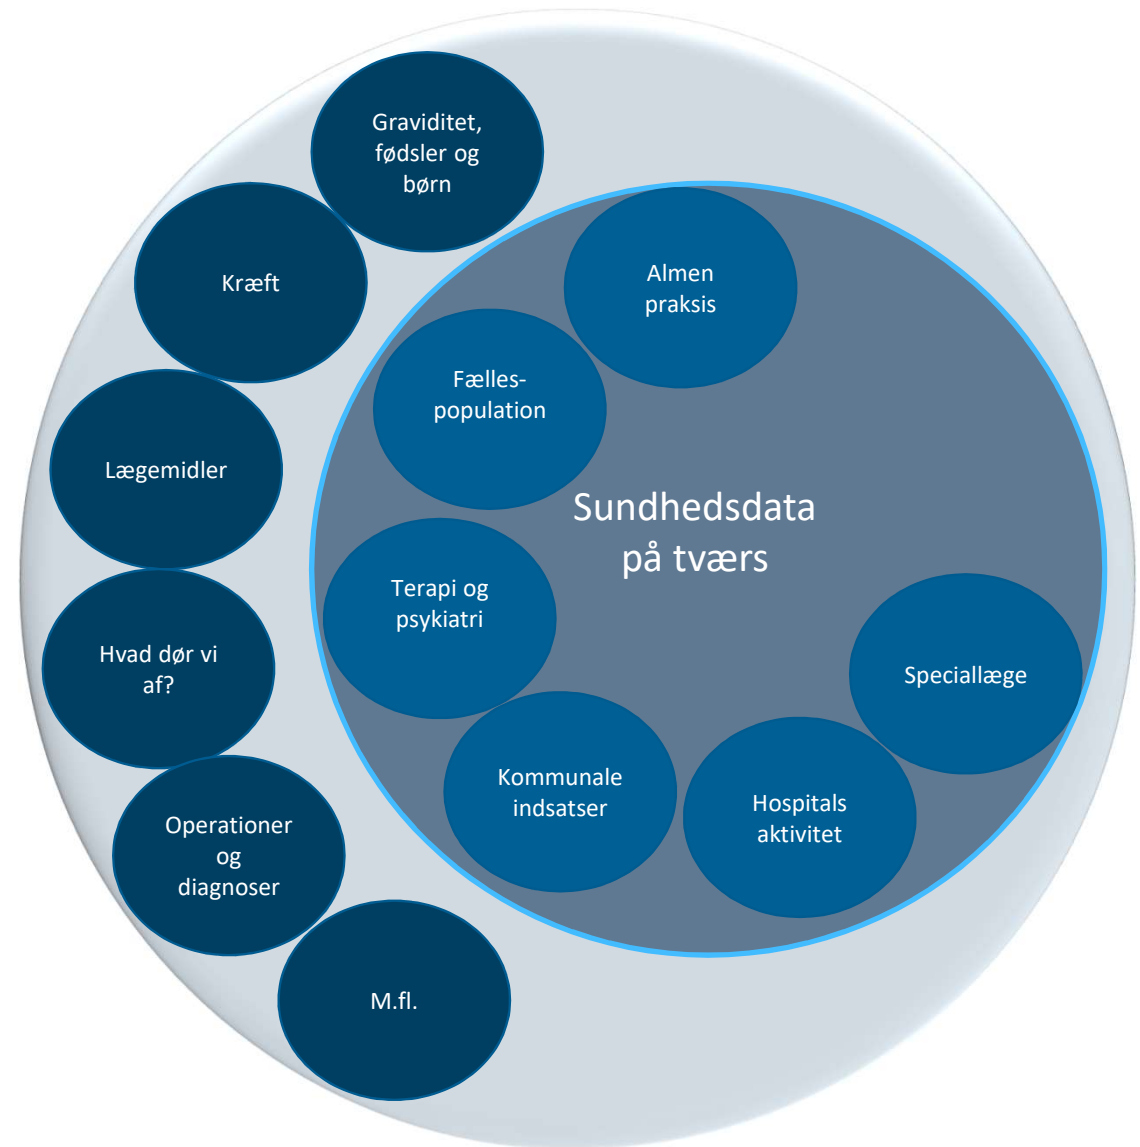 Graviditet,
fødsler og
børn
Kræft
Lægemidler
Hvad dør vi
af?
Operationer
og
diagnoser
M.fl.
Almen
praksis
Fælles-
population
Sundhedsdata
på tværs
Terapi og
psykiatri
Kommunale
indsatser
Hospitals
aktivitet
Speciallæge